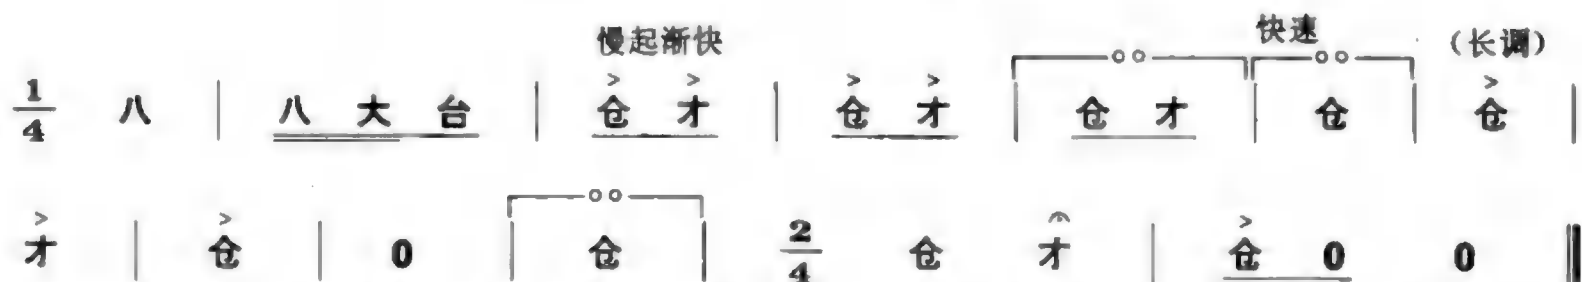 慢起渐快 快速 (长调)
1/4 八 | 八 大 台 | 仓 才 | 仓 才 | 仓 才 | 仓 | 仓 |
才 | 仓 | 0 | 仓 | 2/4 仓 才 | 仓 0 0 ‖